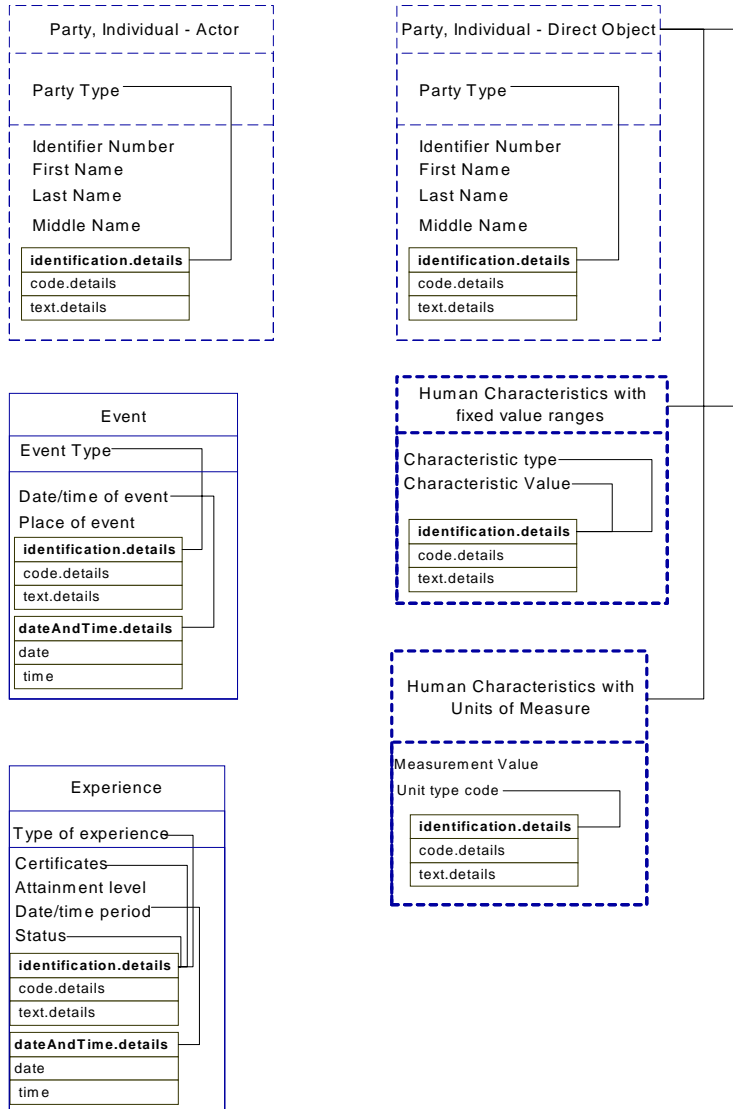 Party, Individual - Actor
Party Type
Identifier Number
First Name
Last Name
Middle Name
identification.details
code.details
text.details
Party, Individual - Direct Object
Party Type
Identifier Number
First Name
Last Name
Middle Name
identification.details
code.details
text.details
Event
Event Type
Date/time of event
Place of event
identification.details
code.details
text.details
dateAndTime.details
date
time
Human Characteristics with
fixed value ranges
Characteristic type
Characteristic Value
identification.details
code.details
text.details
Human Characteristics with
Units of Measure
Measurement Value
Unit type code
identification.details
code.details
text.details
Experience
Type of experience
Certificates
Attainment level
Date/time period
Status
identification.details
code.details
text.details
dateAndTime.details
date
time